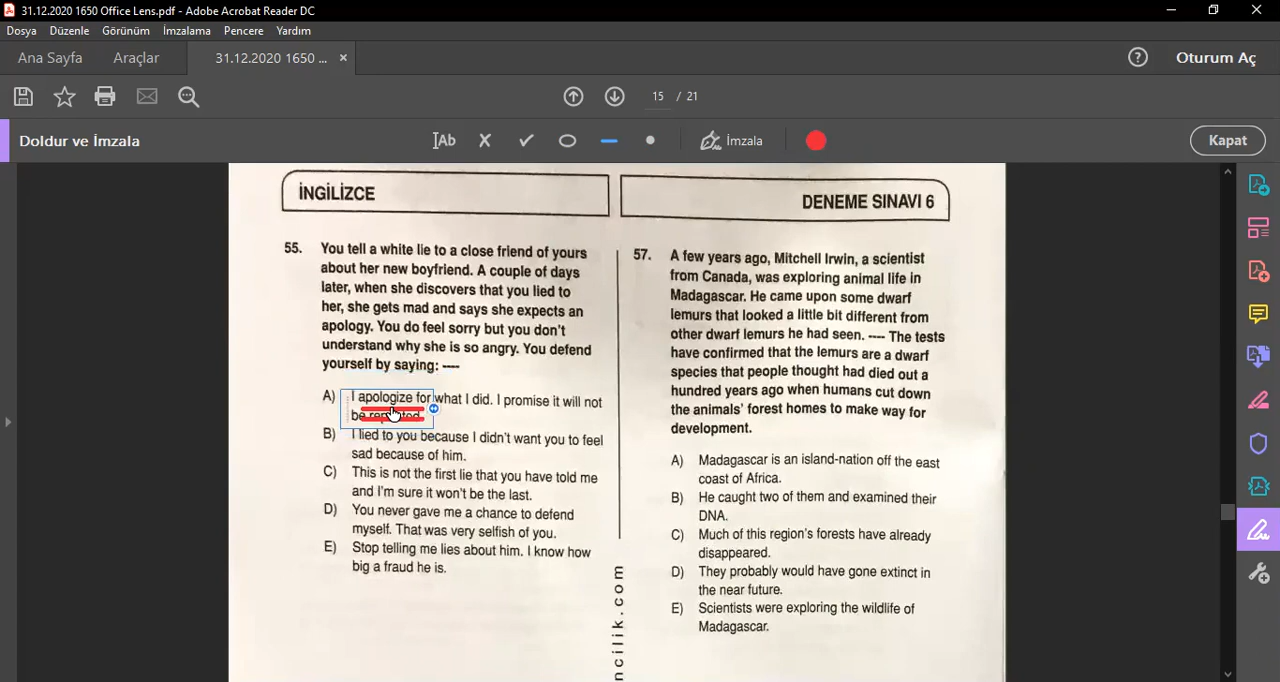 31.12.2020 1650 Office Lens.pdf - Adobe Acrobat Reader DC
Dosya Düzenle Görünüm İmzalama Pencere Yardım
Ana Sayfa Araçlar 31.12.2020 1650 ... × Oturum Aç
15 / 21
Doldur ve İmzala Ab İmzala Kapat
İNGİLİZCE
DENEME SINAVI 6
55. You tell a white lie to a close friend of yours
about her new boyfriend. A couple of days
later, when she discovers that you lied to
her, she gets mad and says she expects an
apology. You do feel sorry but you don't
understand why she is so angry. You defend
yourself by saying: ----
A) I apologize for what I did. I promise it will not
be
B) I lied to you because I didn't want you to feel
sad because of him.
C) This is not the first lie that you have told me
and I'm sure it won't be the last.
D) You never gave me a chance to defend
myself. That was very selfish of you.
E) Stop telling me lies about him. I know how
big a fraud he is.
57. A few years ago, Mitchell Irwin, a scientist
from Canada, was exploring animal life in
Madagascar. He came upon some dwarf
lemurs that looked a little bit different from
other dwarf lemurs he had seen. ---- The tests
have confirmed that the lemurs are a dwarf
species that people thought had died out a
hundred years ago when humans cut down
the animals' forest homes to make way for
development.
A) Madagascar is an island-nation off the east
coast of Africa.
B) He caught two of them and examined their
DNA.
C) Much of this region's forests have already
disappeared.
D) They probably would have gone extinct in
the near future.
E) Scientists were exploring the wildlife of
Madagascar.
ncilik.com